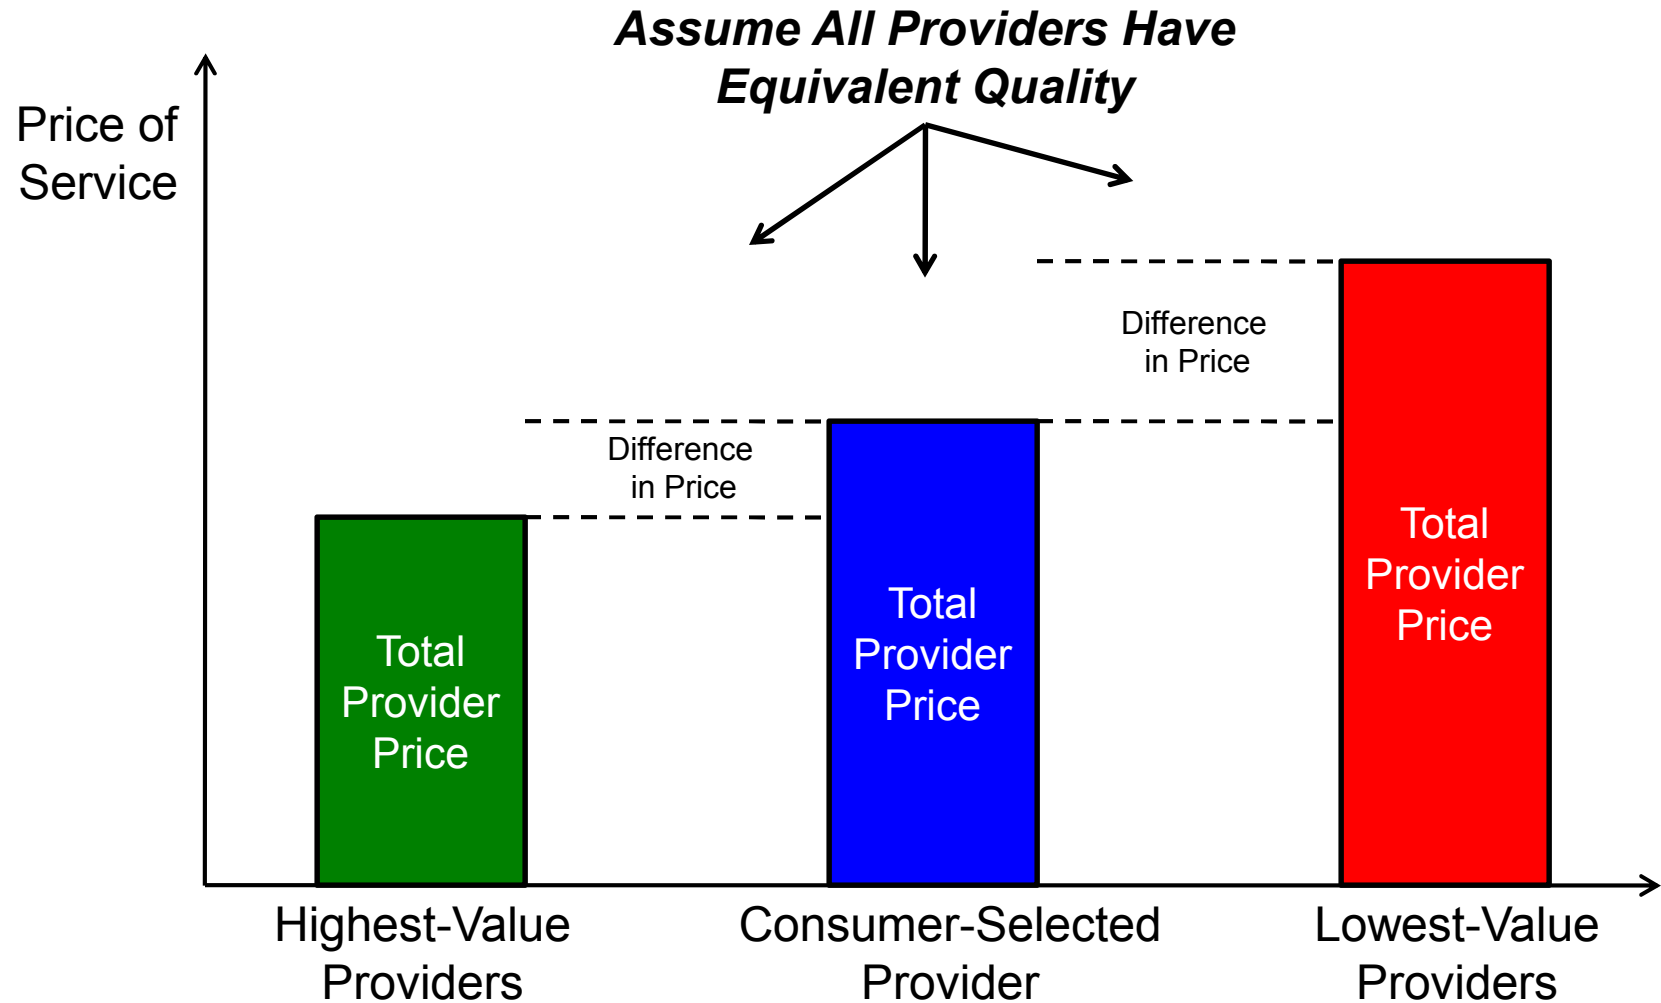 Assume All Providers Have
Equivalent Quality
Price of
Service
Difference
in Price
Difference
in Price
Total
Provider
Price
Total
Provider
Price
Total
Provider
Price
Highest-Value
Providers
Consumer-Selected
Provider
Lowest-Value
Providers